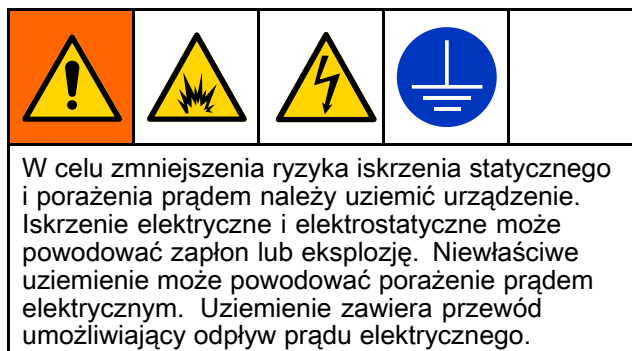 W celu zmniejszenia ryzyka iskrzenia statycznego
i porażenia prądem należy uziemić urządzenie.
Iskrzenie elektryczne i elektrostatyczne może
powodować zapłon lub eksplozję. Niewłaściwe
uziemienie może powodować porażenie prądem
elektrycznym. Uziemienie zawiera przewód
umożliwiający odpływ prądu elektrycznego.